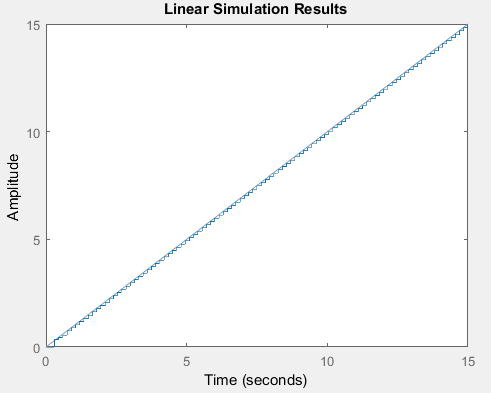 Linear Simulation Results
15
10
5
0
Amplitude
0 5 10 15
Time (seconds)